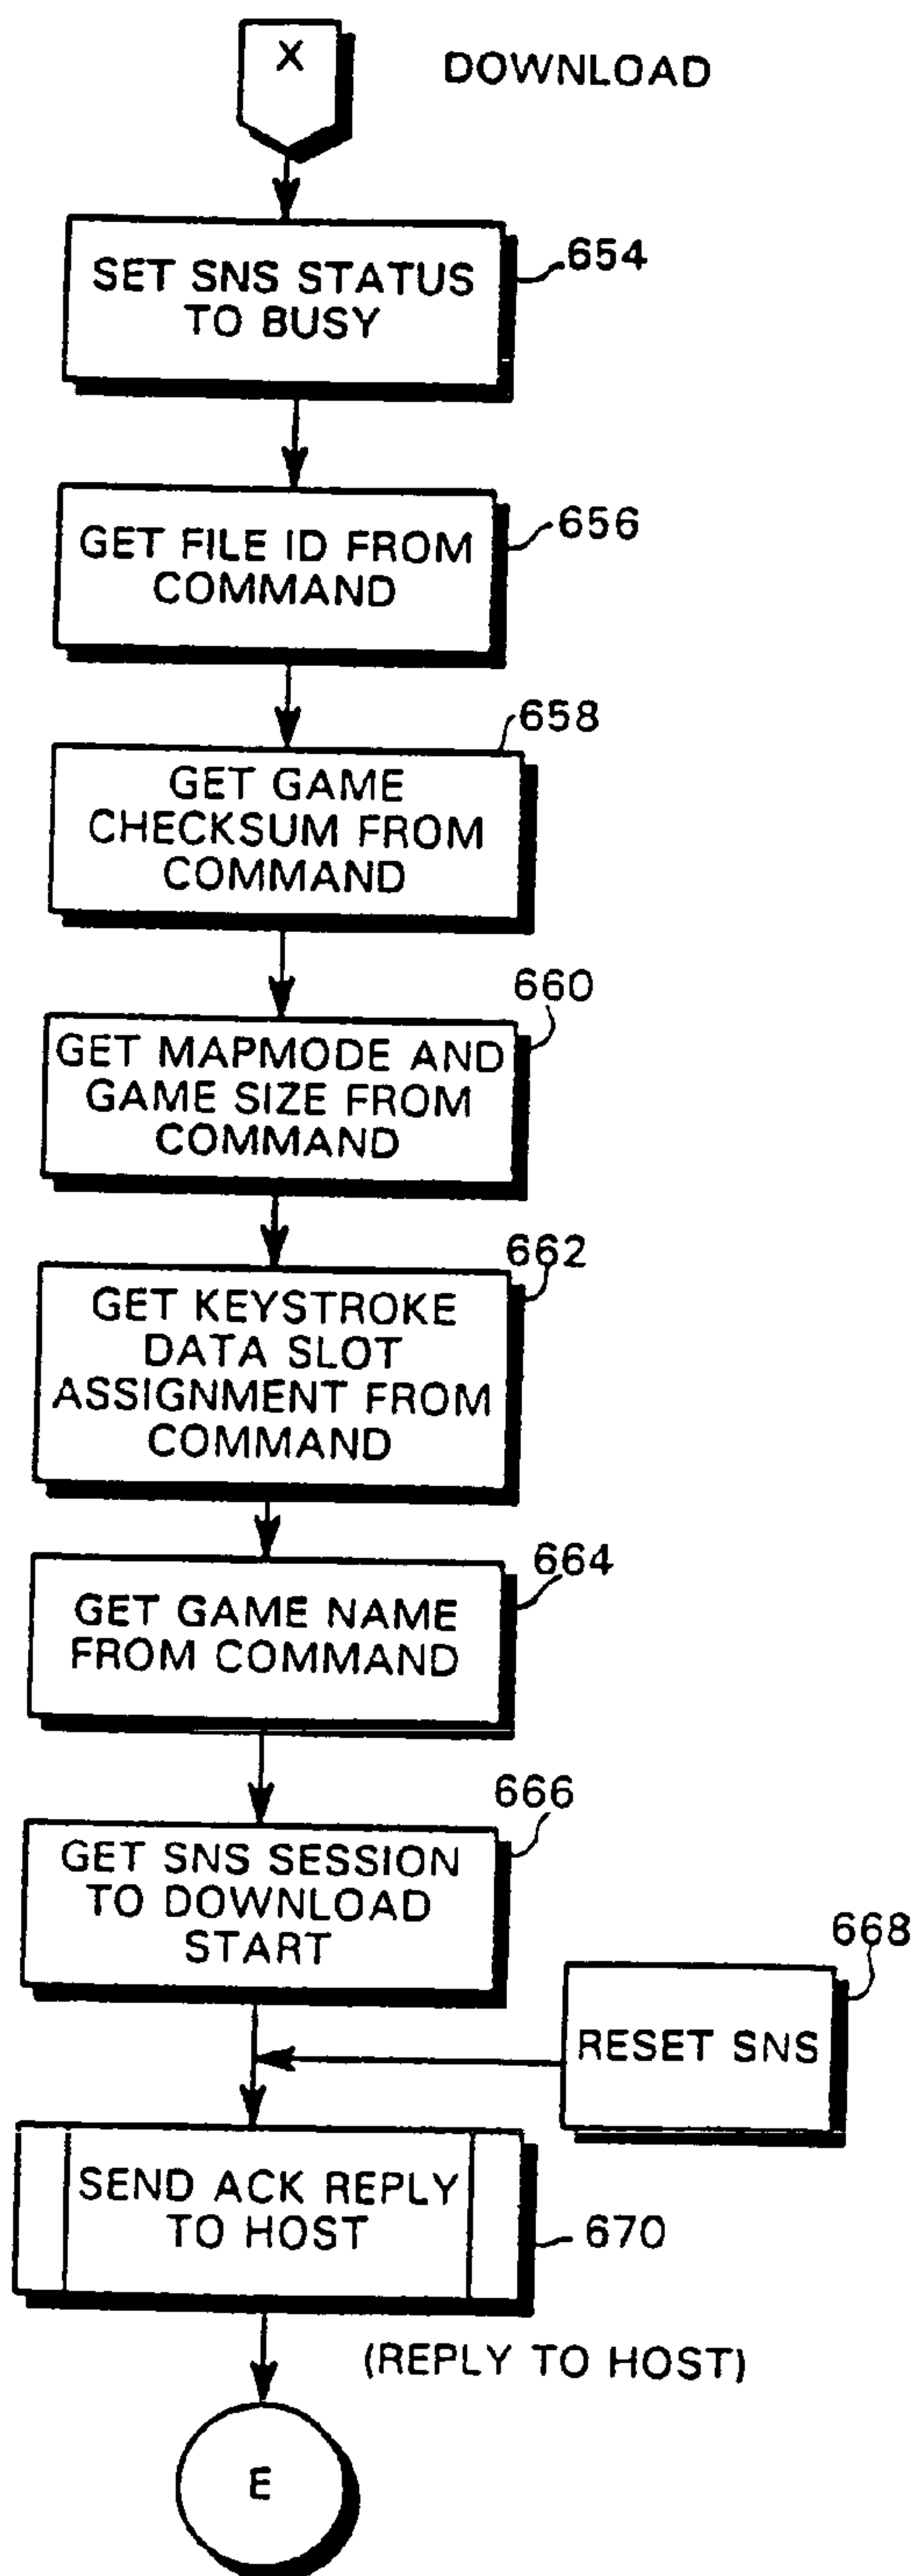 X
DOWNLOAD
SET SNS STATUS
TO BUSY
654
GET FILE ID FROM
COMMAND
656
658
GET GAME
CHECKSUM FROM
COMMAND
660
GET MAPMODE AND
GAME SIZE FROM
COMMAND
662
GET KEYSTROKE
DATA SLOT
ASSIGNMENT FROM
COMMAND
664
GET GAME NAME
FROM COMMAND
666
GET SNS SESSION
TO DOWNLOAD
START
668
RESET SNS
SEND ACK REPLY
TO HOST
670
(REPLY TO HOST)
E